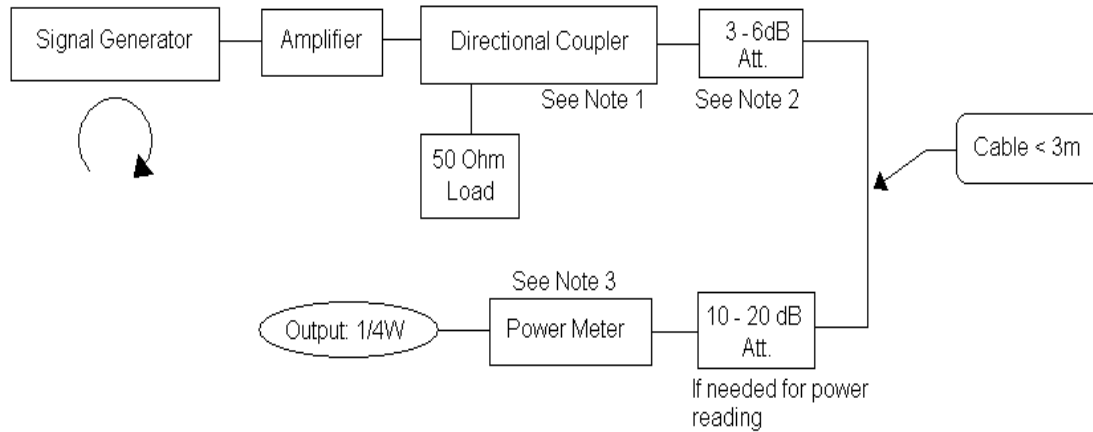 Signal Generator
Amplifier
Directional Coupler
3 - 6dB
Att.
See Note 1
See Note 2
50 Ohm
Load
Cable < 3m
See Note 3
Output: 1/4W
Power Meter
10 - 20 dB
Att.
If needed for power
reading